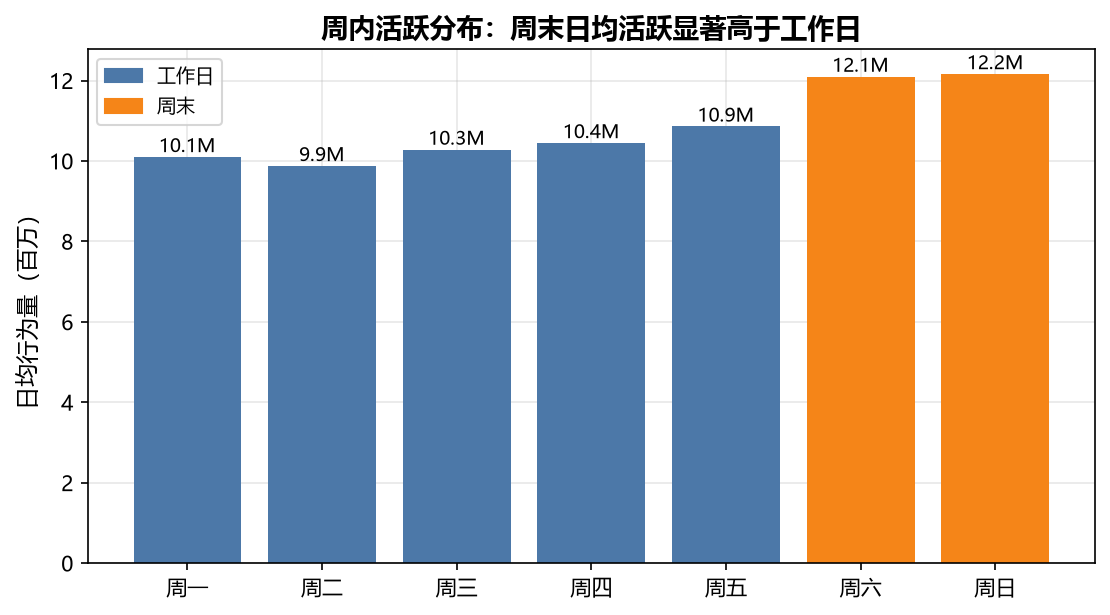 周内活跃分布：周末日均活跃显著高于工作日
工作日
周末
日均行为量（百万）
12
10
8
6
4
2
0
10.1M
9.9M
10.3M
10.4M
10.9M
12.1M
12.2M
周一
周二
周三
周四
周五
周六
周日